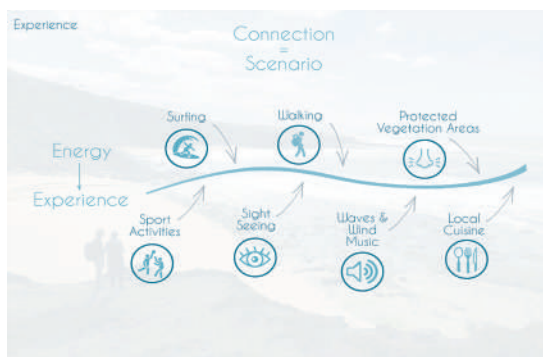 Experience
Connection
=
Scenario
Surfing
Walking
Protected
Vegetation Areas
Energy
Experience
Sport
Activities
Sight
Seeing
Waves &
Wind
Music
Local
Cuisine